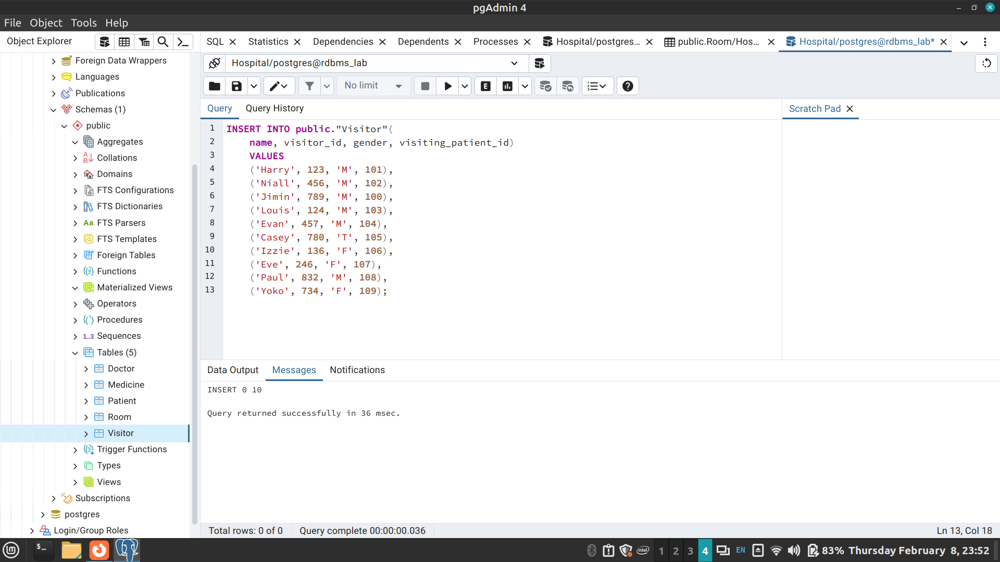 pgAdmin 4
File Object Tools Help
Object Explorer
SQL
Statistics
Dependencies
Dependents
Processes
Hospital/postgres...
public.Room/Hos...
Hospital/postgres@rdbms_lab*
Hospital/postgres@rdbms_lab
No limit
E
Query
Query History
Scratch Pad
Foreign Data Wrappers
Languages
Publications
Schemas (1)
public
Aggregates
Collations
Domains
FTS Configurations
FTS Dictionaries
Aa FTS Parsers
FTS Templates
Foreign Tables
Functions
Materialized Views
Operators
Procedures
1..3 Sequences
Tables (5)
Doctor
Medicine
Patient
Room
Visitor
Trigger Functions
Types
Views
Subscriptions
postgres
Login/Group Roles
1 INSERT INTO public."Visitor"(
2 name, visitor_id, gender, visiting_patient_id)
3 VALUES
4 ('Harry', 123, 'M', 101),
5 ('Niall', 456, 'M', 102),
6 ('Jimin', 789, 'M', 100),
7 ('Louis', 124, 'M', 103),
8 ('Evan', 457, 'M', 104),
9 ('Casey', 780, 'T', 105),
10 ('Izzie', 136, 'F', 106),
11 ('Eve', 246, 'F', 107),
12 ('Paul', 832, 'M', 108),
13 ('Yoko', 734, 'F', 109);
Data Output
Messages
Notifications
INSERT 0 10
Query returned successfully in 36 msec.
Total rows: 0 of 0
Query complete 00:00:00.036
Ln 13, Col 18
$_
intel
1 2 3 4
EN
83%
Thursday February 8, 23:52